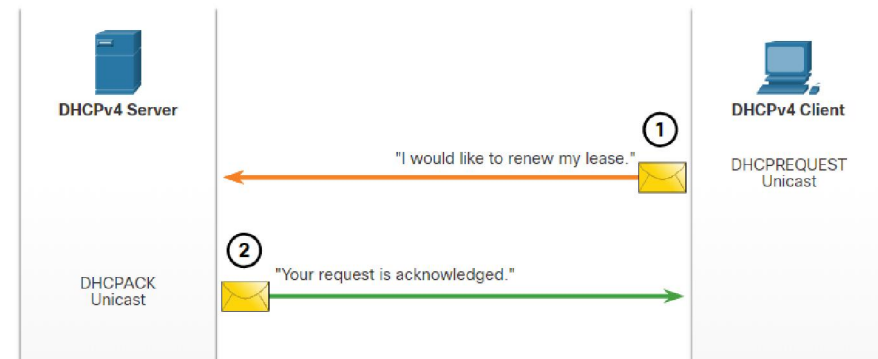 DHCPv4 Server
DHCPv4 Client
1
"I would like to renew my lease."
DHCPREQUEST
Unicast
2
"Your request is acknowledged."
DHCPACK
Unicast